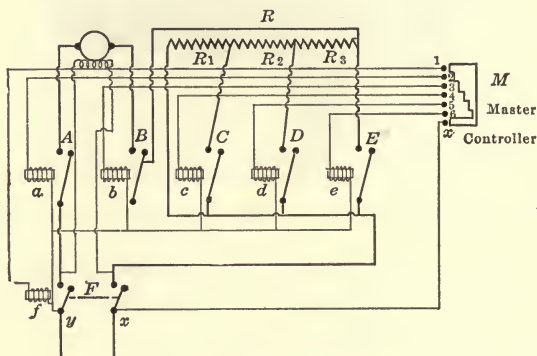 R
R1 R2 R3
1
2
3
4
5
6
x
M
Master
Controller
A B C D E
a b c d e
f F
y x